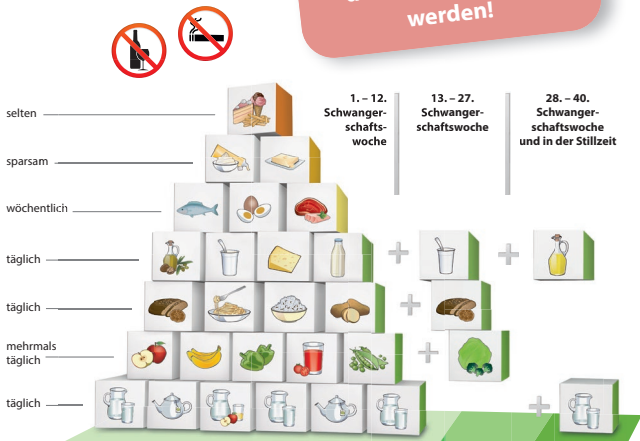 werden!
1. – 12.
Schwanger-
schafts-
woche
13. – 27.
Schwanger-
schaftswoche
28. – 40.
Schwanger-
schaftswoche
und in der Stillzeit
selten
sparsam
wöchentlich
täglich
täglich
mehrmals
täglich
täglich